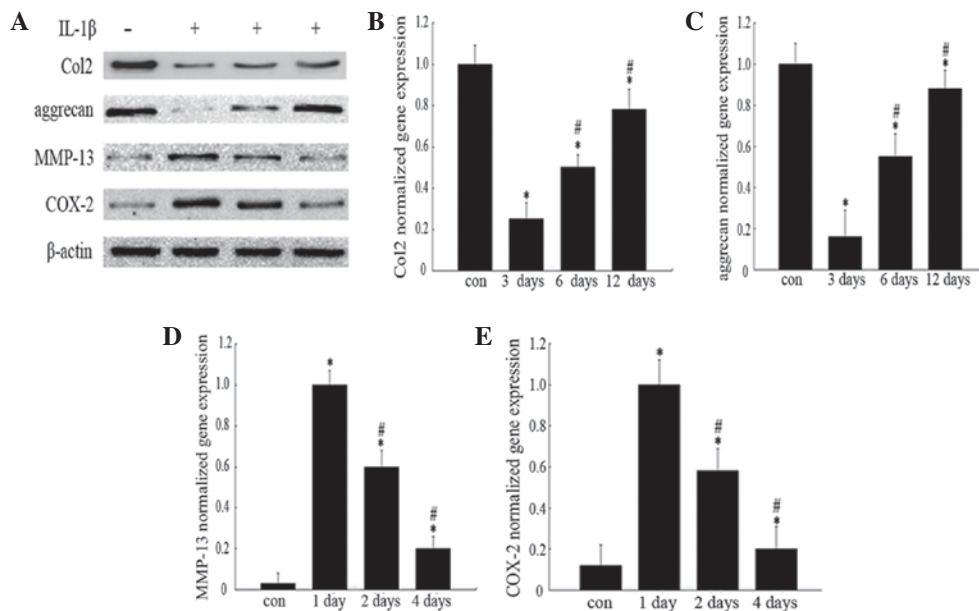 A
IL-1β - + + +
Col2
aggrecan
MMP-13
COX-2
β-actin
B
Col2 normalized gene expression
1.2
1.0
0.8
0.6
0.4
0.2
0
*
#
*
#
*
con 3 days 6 days 12 days
C
aggrecan normalized gene expression
1.2
1.0
0.8
0.6
0.4
0.2
0
*
#
*
#
*
con 3 days 6 days 12 days
D
MMP-13 normalized gene expression
1.2
1.0
0.8
0.6
0.4
0.2
0
*
#
*
#
*
con 1 day 2 days 4 days
E
COX-2 normalized gene expression
1.2
1.0
0.8
0.6
0.4
0.2
0
*
#
*
#
*
con 1 day 2 days 4 days